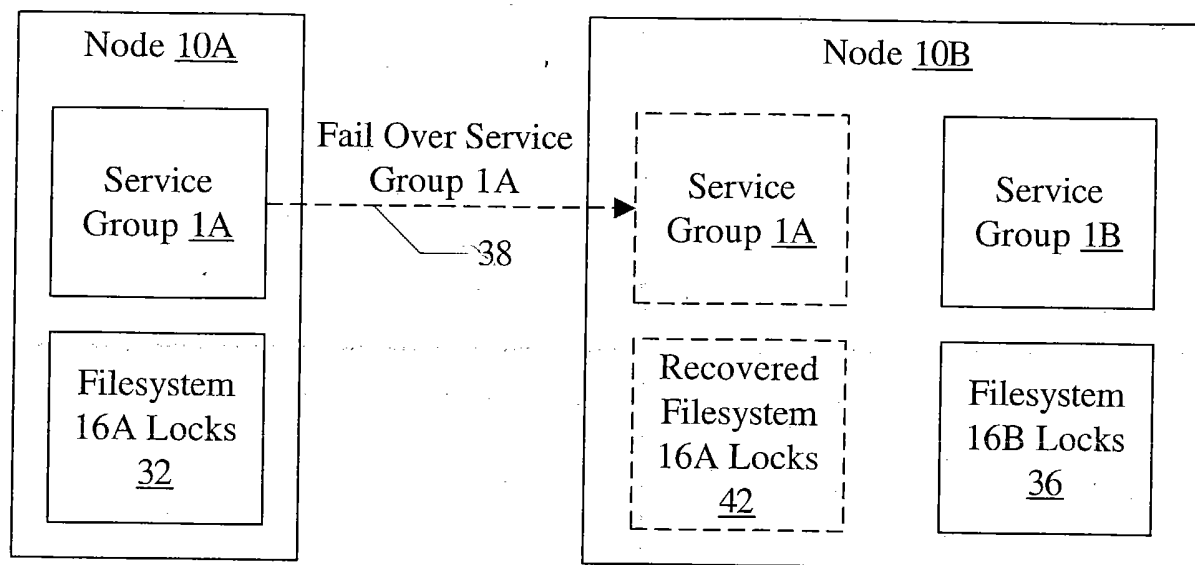 Node 10A
Service
Group 1A
Filesystem
16A Locks
32
Fail Over Service
Group 1A
38
Node 10B
Service
Group 1A
Service
Group 1B
Recovered
Filesystem
16A Locks
42
Filesystem
16B Locks
36